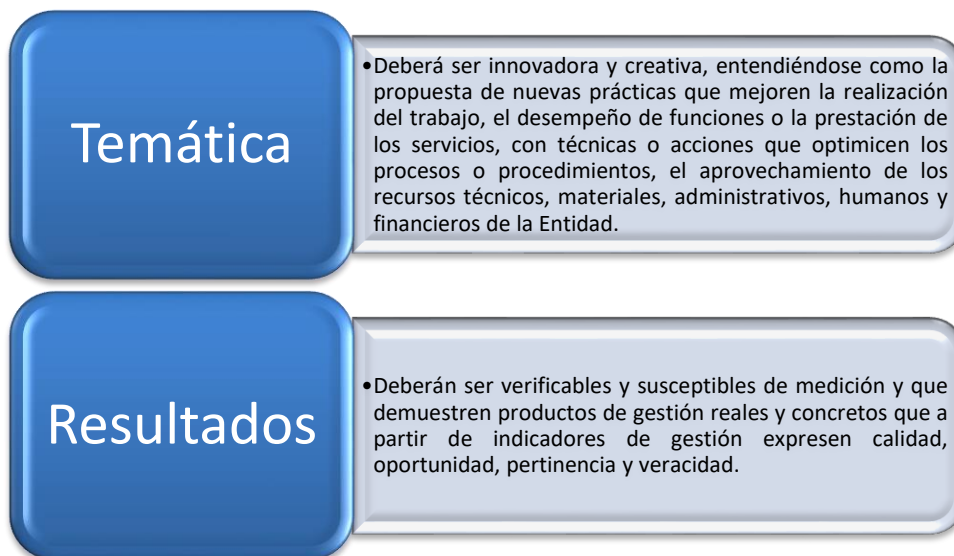 Temática
•Deberá ser innovadora y creativa, entendiéndose como la
propuesta de nuevas prácticas que mejoren la realización
del trabajo, el desempeño de funciones o la prestación de
los servicios, con técnicas o acciones que optimicen los
procesos o procedimientos, el aprovechamiento de los
recursos técnicos, materiales, administrativos, humanos y
financieros de la Entidad.
Resultados
•Deberán ser verificables y susceptibles de medición y que
demuestren productos de gestión reales y concretos que a
partir de indicadores de gestión expresen calidad,
oportunidad, pertinencia y veracidad.